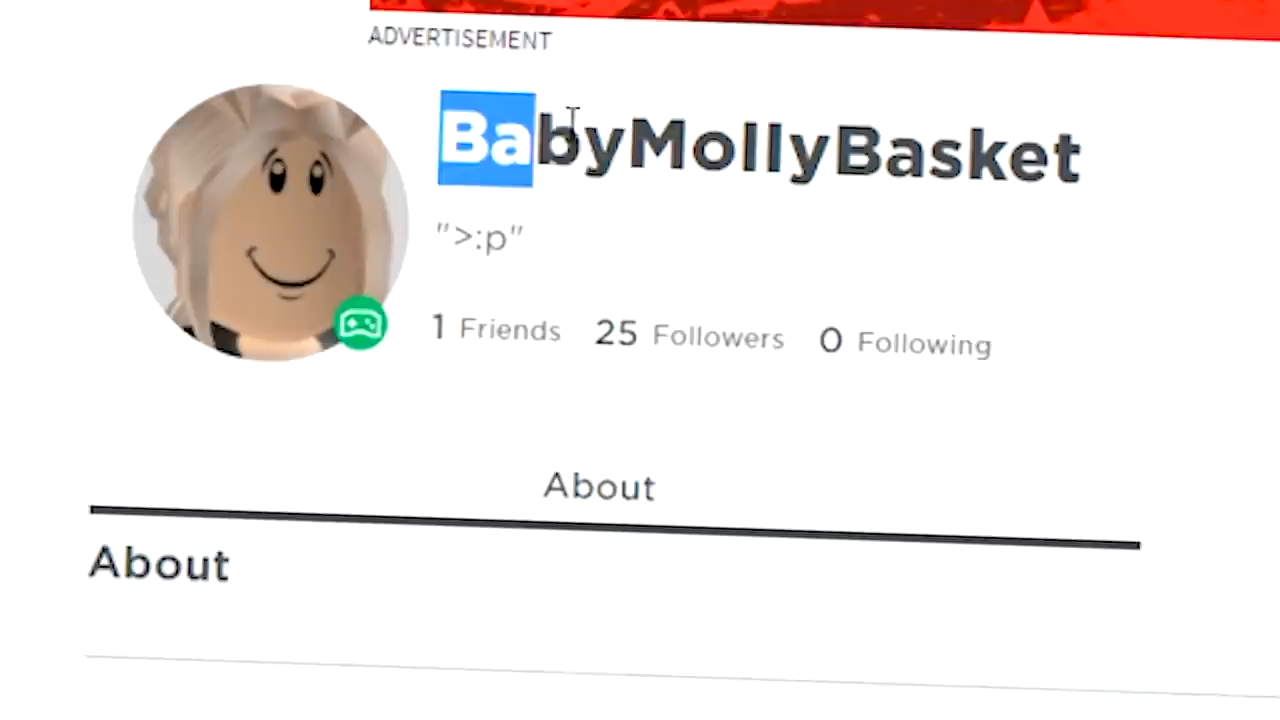 ADVERTISEMENT
BabyMollyBasket
">:p"
1 Friends 25 Followers 0 Following
About
About